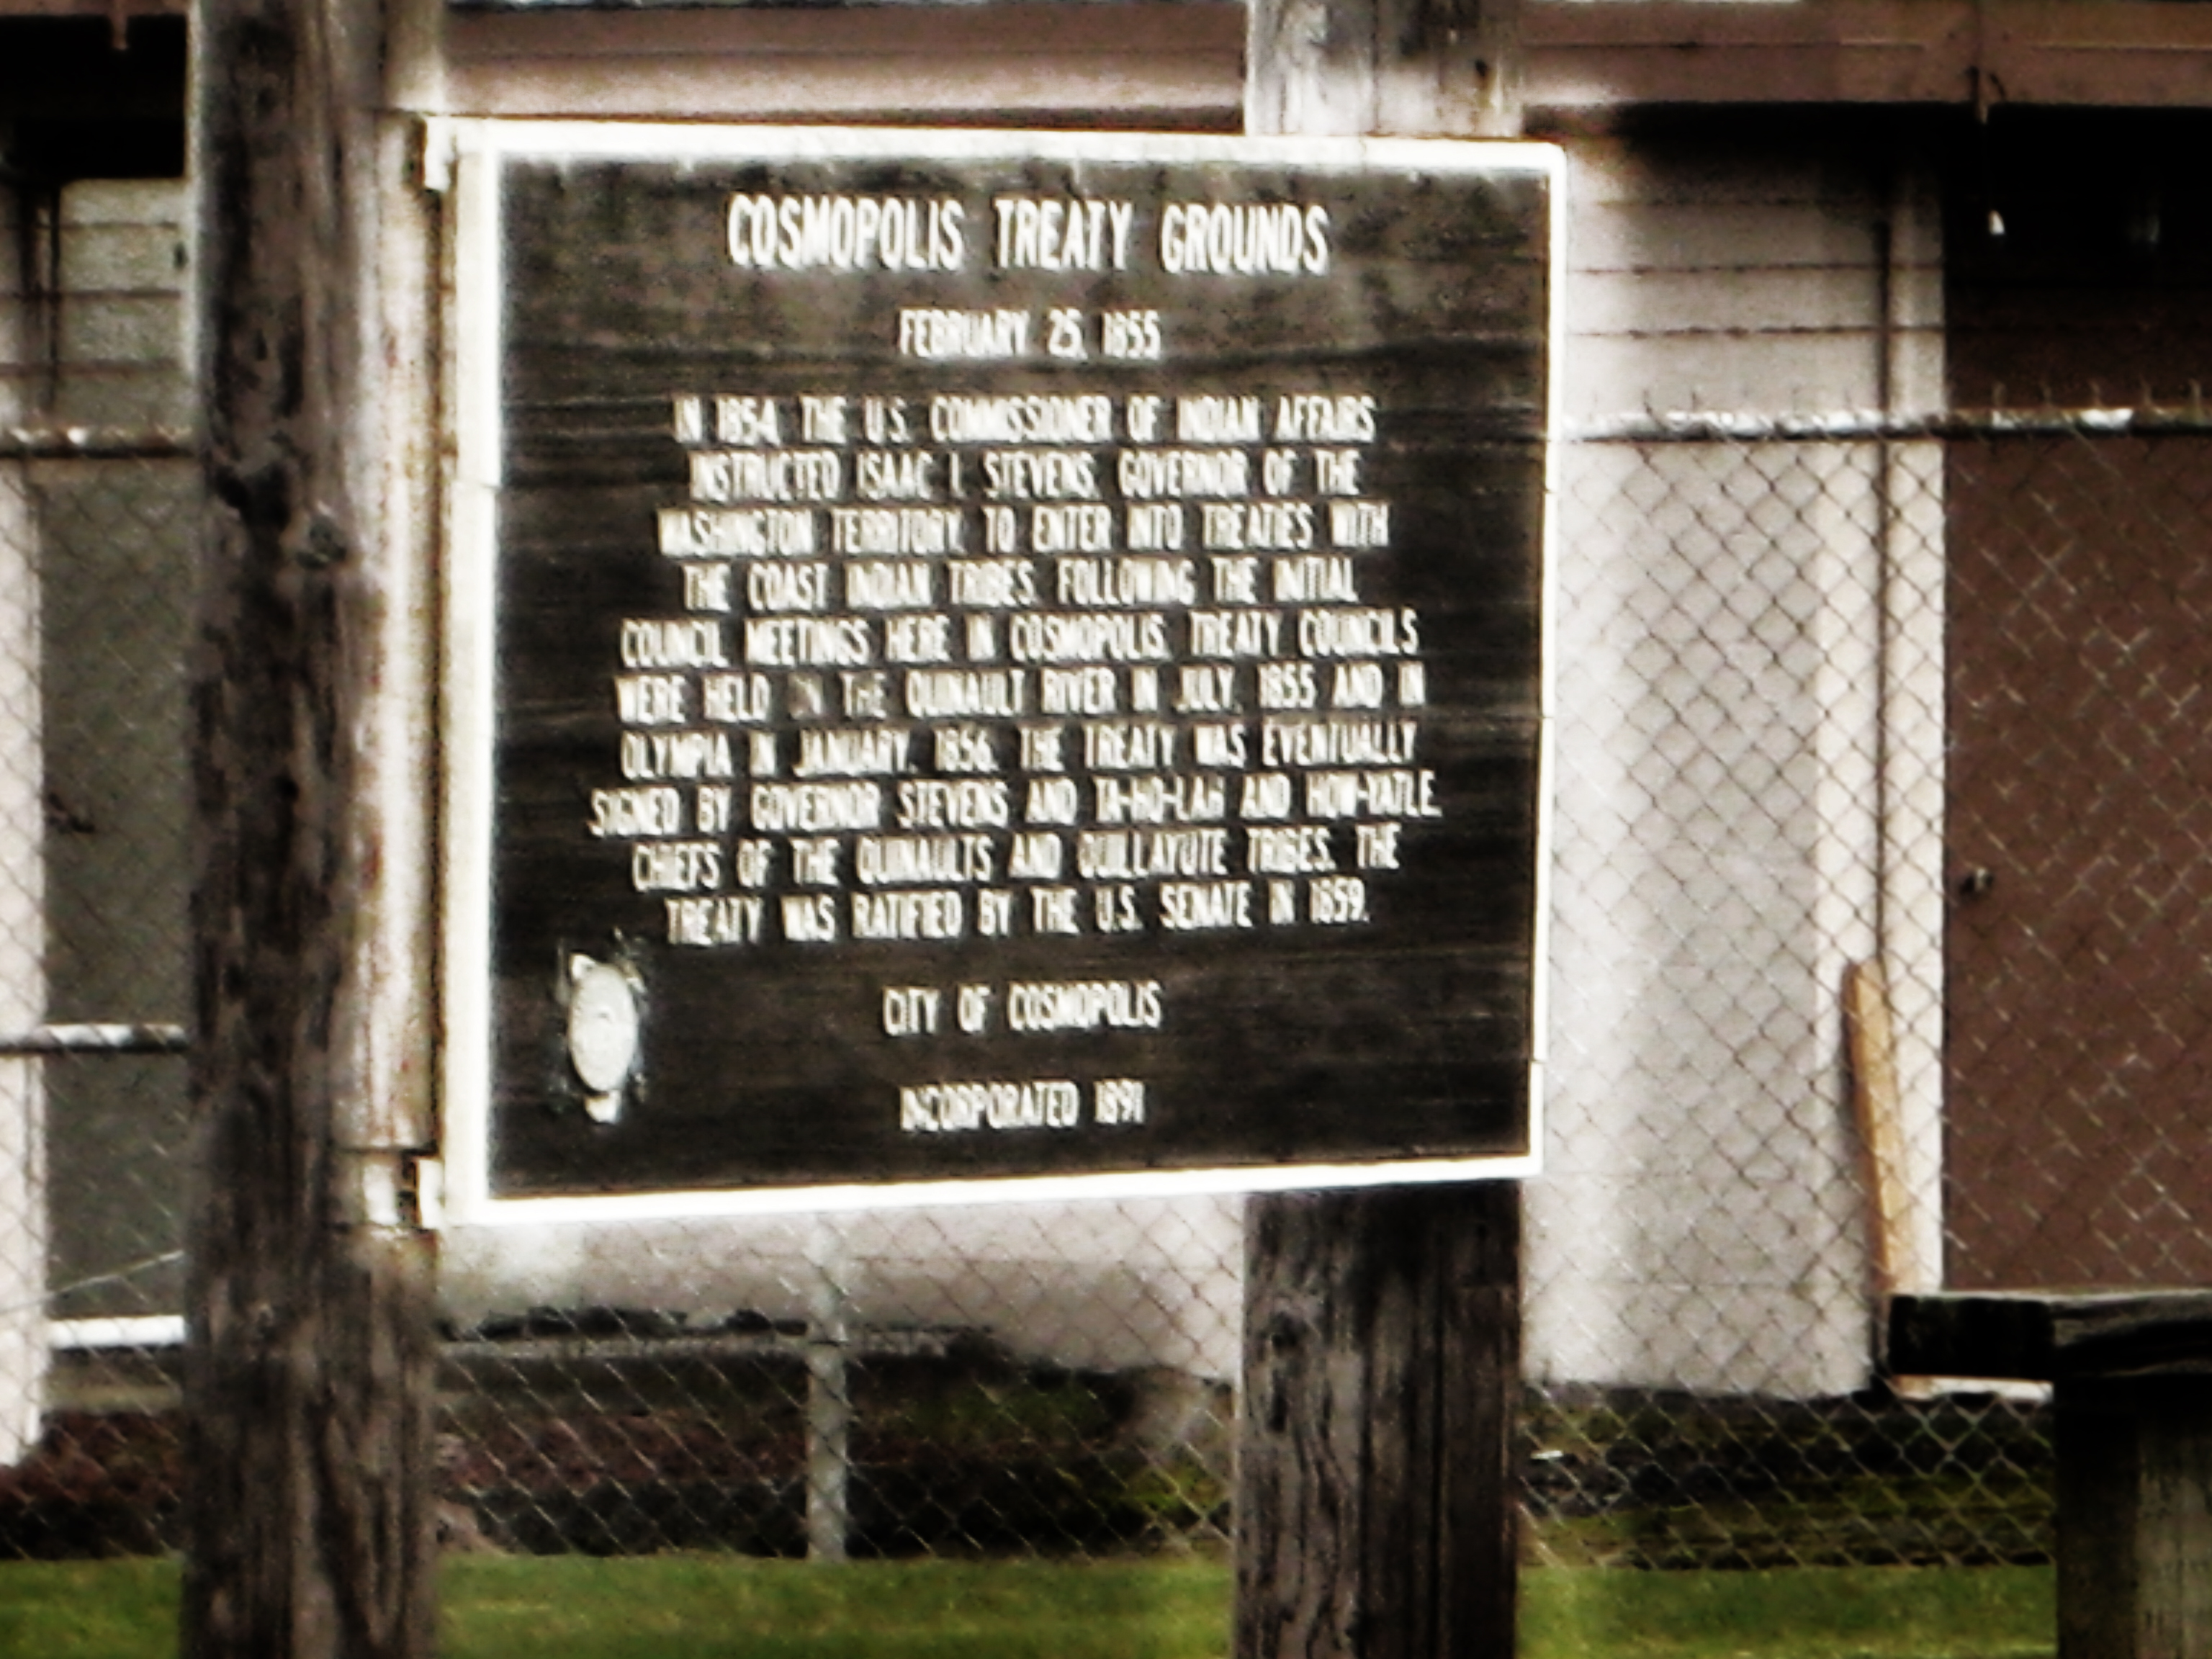 COSMOPOLIS TREATY GROUNDS
FEBRUARY 25, 1855
IN 1854, THE U.S. COMMISSIONER OF INDIAN AFFAIRS
INSTRUCTED ISAAC I. STEVENS, GOVERNOR OF THE
WASHINGTON TERRITORY, TO ENTER INTO TREATIES WITH
THE COAST INDIAN TRIBES. FOLLOWING THE INITIAL
COUNCIL MEETINGS HERE IN COSMOPOLIS, TREATY COUNCILS
WERE HELD ON THE QUINAULT RIVER IN JULY, 1855 AND IN
OLYMPIA IN JANUARY, 1856. THE TREATY WAS EVENTUALLY
SIGNED BY GOVERNOR STEVENS AND TA-HO-LAH AND HOW-YATLE,
CHIEFS OF THE QUINAULTS AND QUILLAYUTE TRIBES. THE
TREATY WAS RATIFIED BY THE U.S. SENATE IN 1859.
CITY OF COSMOPOLIS
INCORPORATED 1891